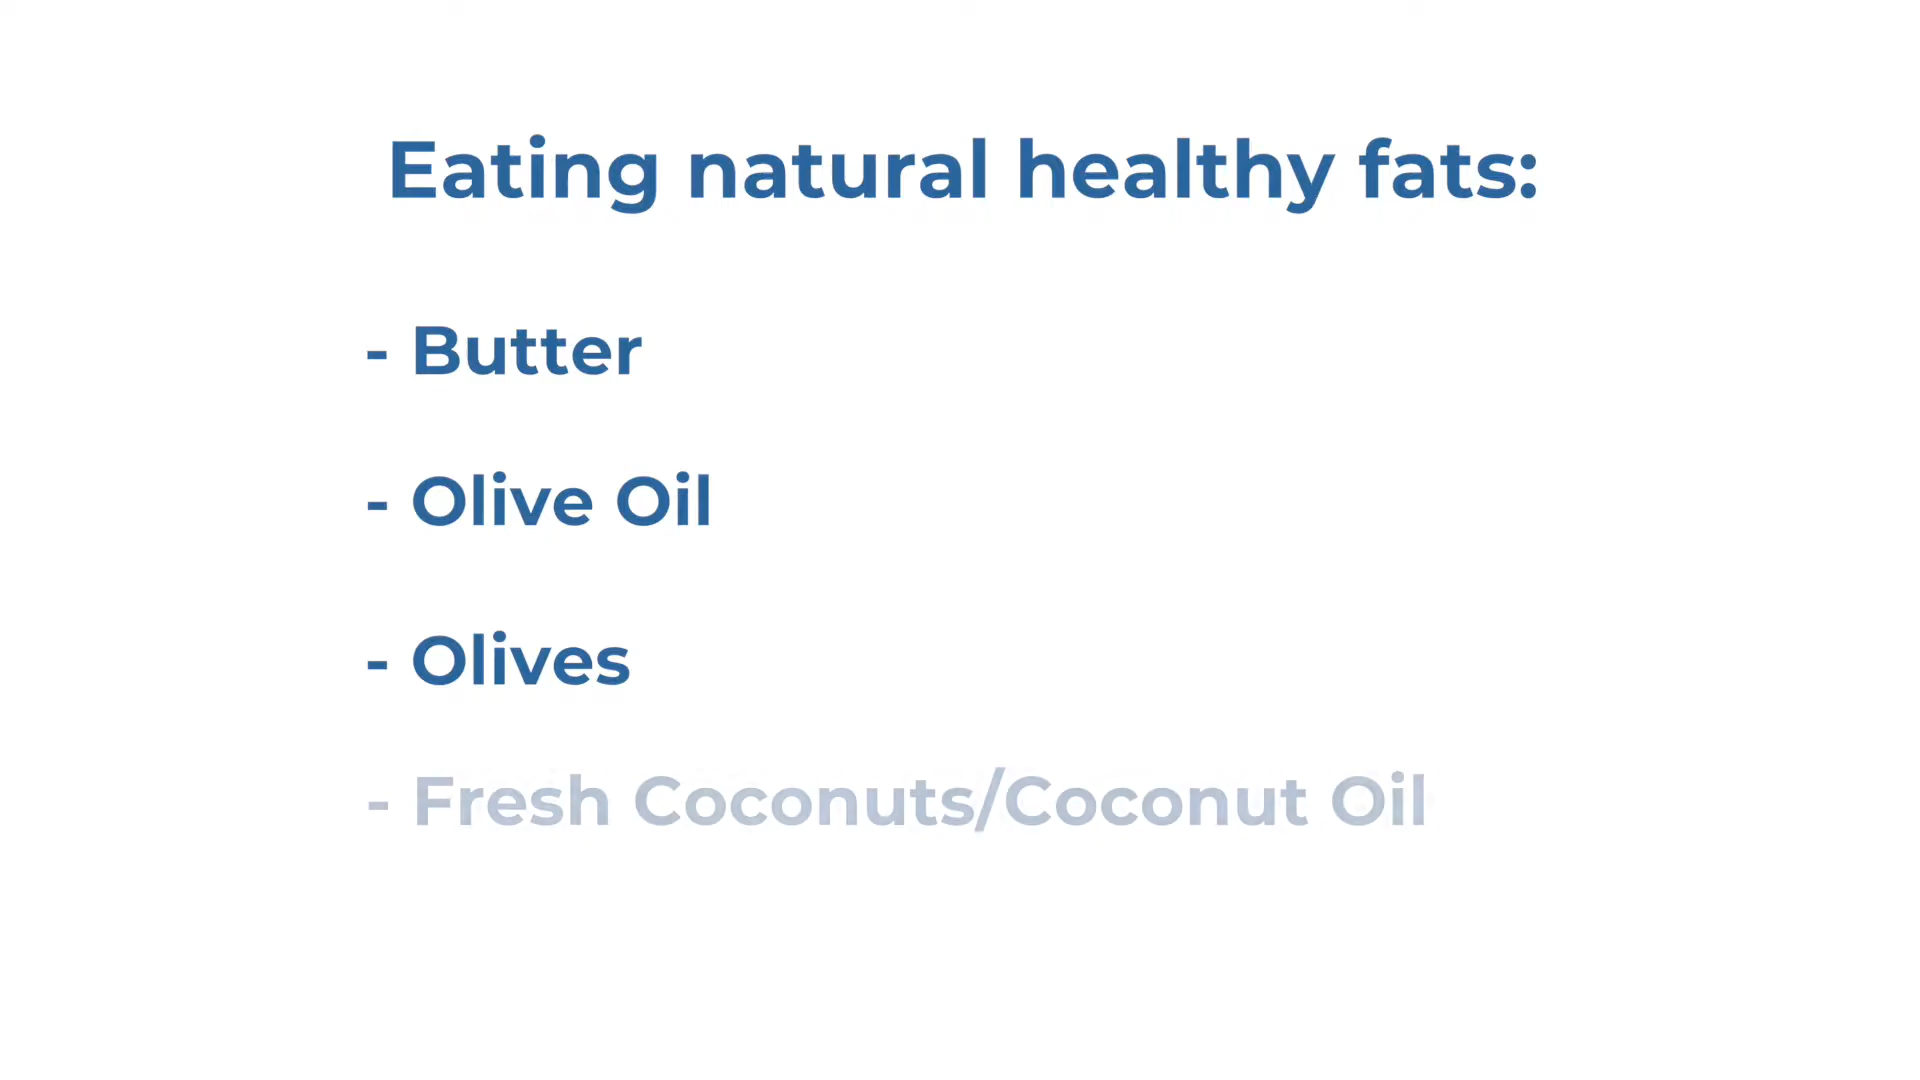 Eating natural healthy fats:
- Butter
- Olive Oil
- Olives
- Fresh Coconuts/Coconut Oil